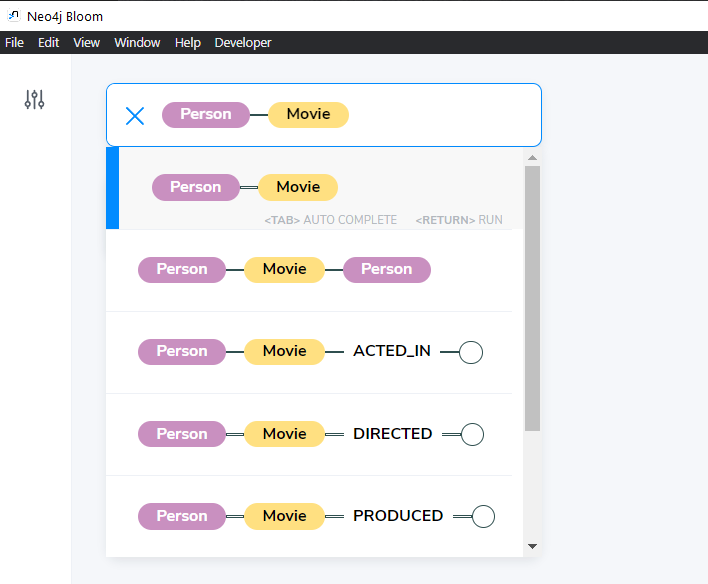 Neo4j Bloom
File Edit View Window Help Developer
Person Movie
Person Movie
<TAB> AUTO COMPLETE <RETURN> RUN
Person Movie Person
Person Movie ACTED_IN
Person Movie DIRECTED
Person Movie PRODUCED